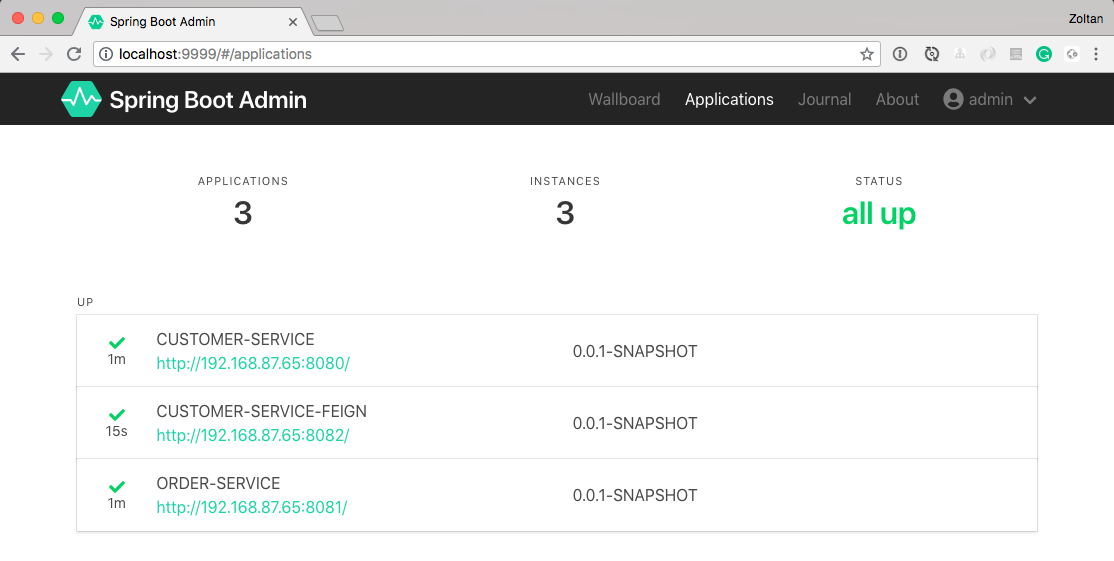 Spring Boot Admin
Zoltan
localhost:9999/#/applications
Spring Boot Admin
Wallboard Applications Journal About admin
APPLICATIONS INSTANCES STATUS
3 3 all up
UP
CUSTOMER-SERVICE
1m http://192.168.87.65:8080/ 0.0.1-SNAPSHOT
CUSTOMER-SERVICE-FEIGN
15s http://192.168.87.65:8082/ 0.0.1-SNAPSHOT
ORDER-SERVICE
1m http://192.168.87.65:8081/ 0.0.1-SNAPSHOT